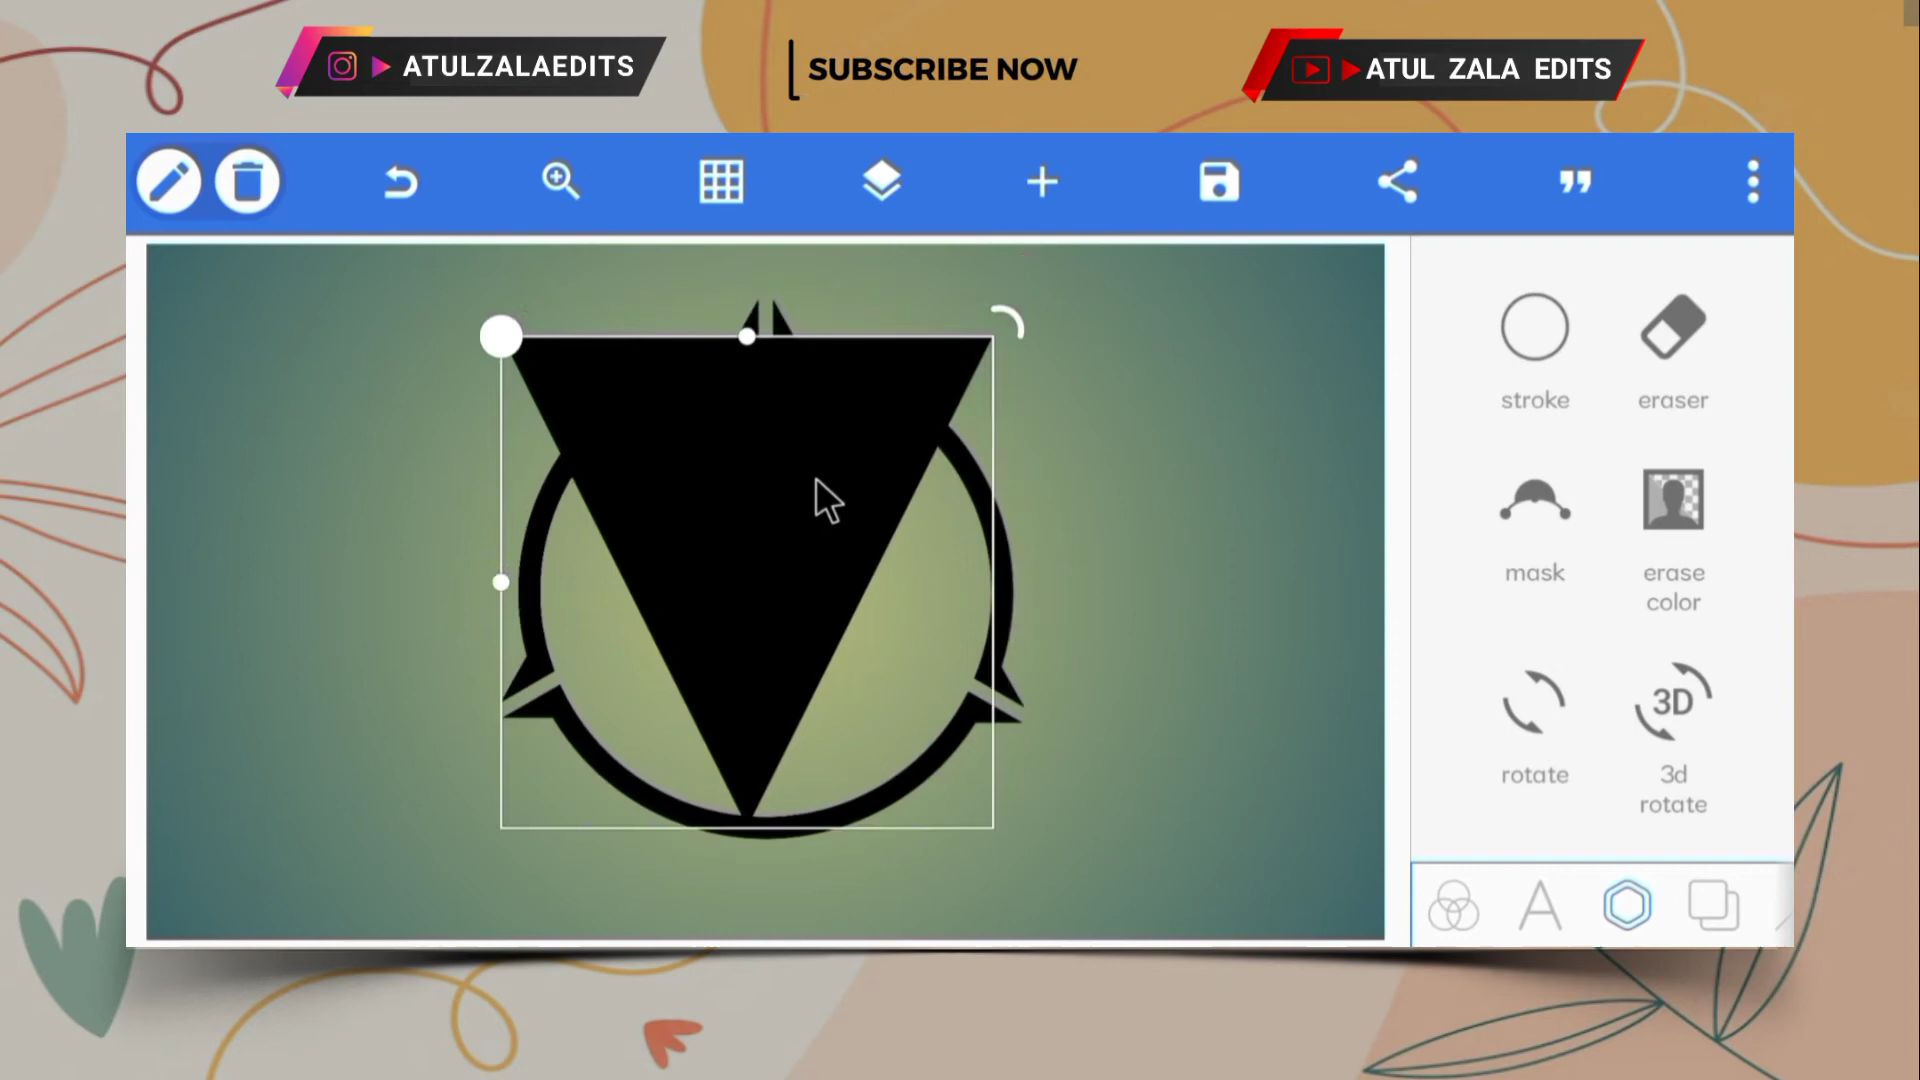 ATULZALAEDITS
SUBSCRIBE NOW
ATUL ZALA EDITS
stroke
eraser
mask
erase
color
3D
rotate
3d
rotate